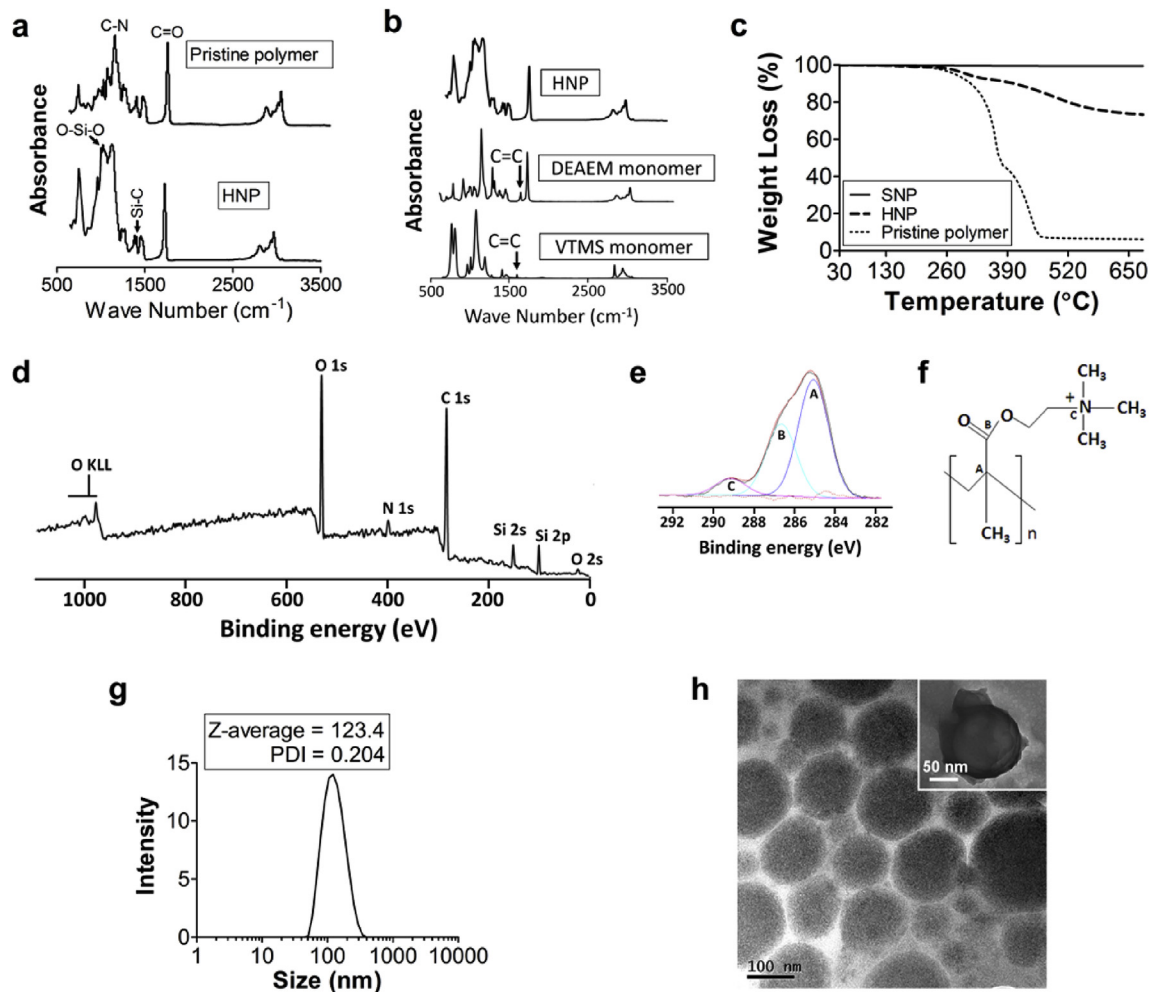 a
C-N
C=O
Pristine polymer
O-Si-O
Si-C
HNP
Absorbance
500 1500 2500 3500
Wave Number (cm-1)
b
HNP
C=C
DEAEM monomer
C=C
VTMS monomer
Absorbance
500 1500 2500 3500
Wave Number (cm-1)
c
100
80
60
40
20
0
Weight Loss (%)
SNP
HNP
Pristine polymer
30 130 260 390 520 650
Temperature (°C)
d
O 1s
C 1s
O KLL
N 1s
Si 2s
Si 2p
O 2s
1000 800 600 400 200 0
Binding energy (eV)
e
A
B
C
292 290 288 286 284 282
Binding energy (eV)
f
CH3
+
O
B
O
N
C
CH3
CH3
A
CH3
n
g
Z-average = 123.4
PDI = 0.204
15
10
5
0
Intensity
1 10 100 1000 10000
Size (nm)
h
50 nm
100 nm